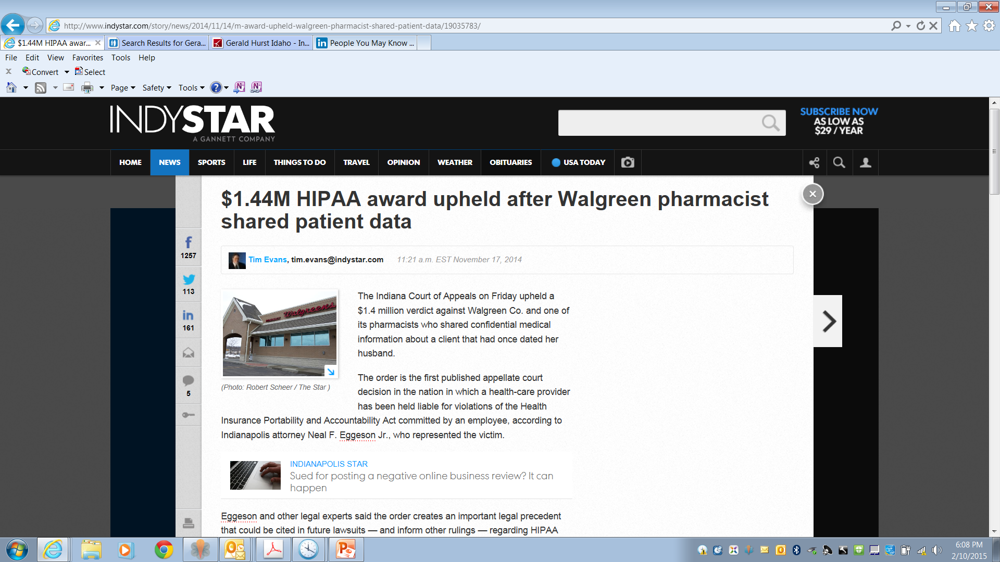 http://www.indystar.com/story/news/2014/11/14/m-award-upheld-walgreen-pharmacist-shared-patient-data/19035783/
$1.44M HIPAA awar...
Search Results for Gera...
Gerald Hurst Idaho - In...
People You May Know ...
File Edit View Favorites Tools Help
Convert Select
Page Safety Tools
INDYSTAR
A GANNETT COMPANY
SUBSCRIBE NOW
AS LOW AS
$29 / YEAR
HOME NEWS SPORTS LIFE THINGS TO DO TRAVEL OPINION WEATHER OBITUARIES USA TODAY
$1.44M HIPAA award upheld after Walgreen pharmacist
shared patient data
1257
113
161
5
Tim Evans, tim.evans@indystar.com 11:21 a.m. EST November 17, 2014
Walgreens
(Photo: Robert Scheer / The Star )
The Indiana Court of Appeals on Friday upheld a
$1.4 million verdict against Walgreen Co. and one of
its pharmacists who shared confidential medical
information about a client that had once dated her
husband.
The order is the first published appellate court
decision in the nation in which a health-care provider
has been held liable for violations of the Health
Insurance Portability and Accountability Act committed by an employee, according to
Indianapolis attorney Neal F. Eggeson Jr., who represented the victim.
INDIANAPOLIS STAR
Sued for posting a negative online business review? It can
happen
Eggeson and other legal experts said the order creates an important legal precedent
that could be cited in future lawsuits — and inform other rulings — regarding HIPAA
6:08 PM
2/10/2015